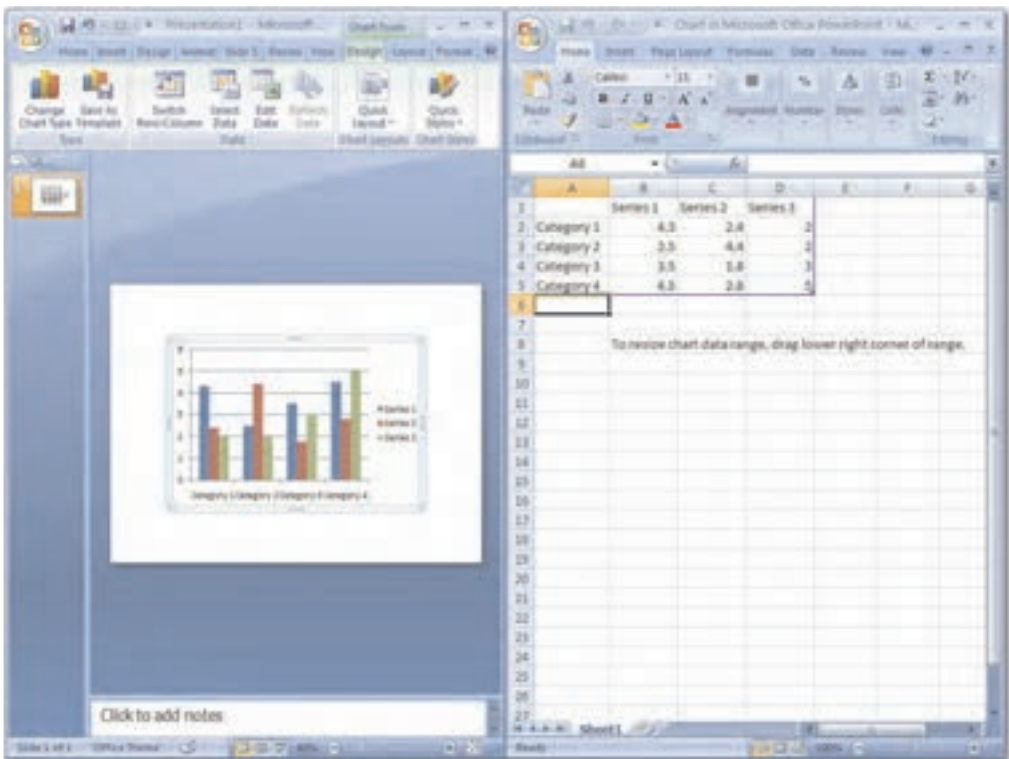 Presentation1 - Microsoft Chart Tools
Home Insert Design Slide S Review View Design Layout Format
Change Chart Type
Save As Template
Switch Row/Column
Select Data
Edit Data
Refresh Data
Quick Layout
Quick Styles
Type Data Chart Layouts Chart Styles
1
Series 1
Series 2
Series 3
Category 1 Category 2 Category 3 Category 4
Click to add notes
Slide 1 of 1 "Office Theme"
Chart in Microsoft Office PowerPoint - M
Home Insert Page Layout Formulas Data Review View
Paste
Calibri 11
B I U A A
Alignment Number Styles Cells
Clipboard Font Editing
A6 fx
A B C D E F G
1 Series 1 Series 2 Series 3
2 Category 1 4.3 2.4 2
3 Category 2 2.5 4.4 2
4 Category 3 3.5 1.8 3
5 Category 4 4.5 2.8 5
6
7
8 To resize chart data range, drag lower right corner of range.
9
10
11
12
13
14
15
16
17
18
19
20
21
22
23
24
25
26
27
Sheet1
Ready 100%